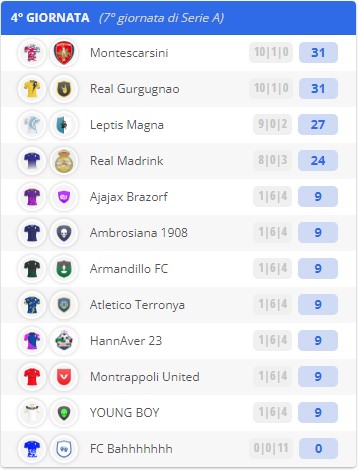 4° GIORNATA (7° giornata di Serie A)
Montescarsini 10|1|0 31
Real Gurgugnao 10|1|0 31
Leptis Magna 9|0|2 27
Real Madrink 8|0|3 24
Ajajax Brazorf 1|6|4 9
Ambrosiana 1908 1|6|4 9
Armandillo FC 1|6|4 9
Atletico Terronya 1|6|4 9
HannAver 23 1|6|4 9
Montrappoli United 1|6|4 9
YOUNG BOY 1|6|4 9
FC Bahhhhhhh 0|0|11 0